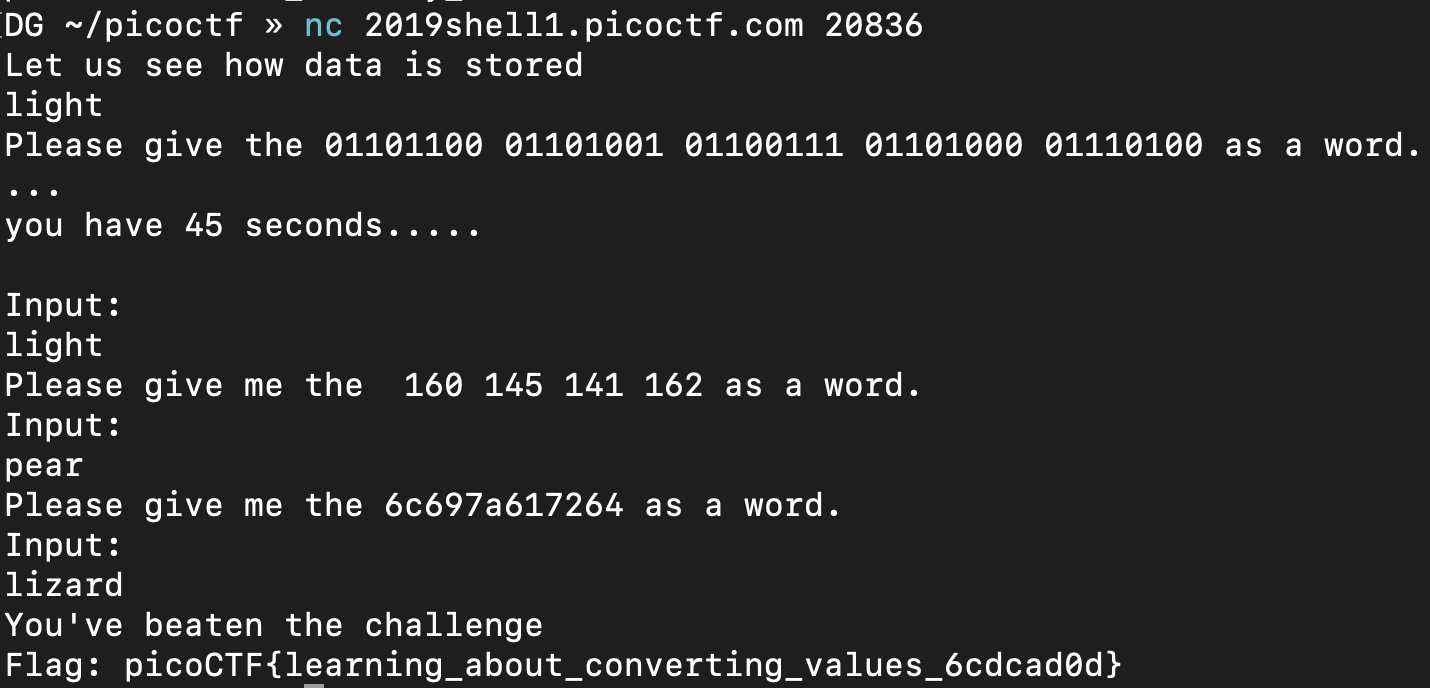 DG ~/picoctf » nc 2019shell1.picoctf.com 20836
Let us see how data is stored
light
Please give the 01101100 01101001 01100111 01101000 01110100 as a word.
...
you have 45 seconds.....
Input:
light
Please give me the  160 145 141 162 as a word.
Input:
pear
Please give me the 6c697a617264 as a word.
Input:
lizard
You've beaten the challenge
Flag: picoCTF{learning_about_converting_values_6cdcad0d}